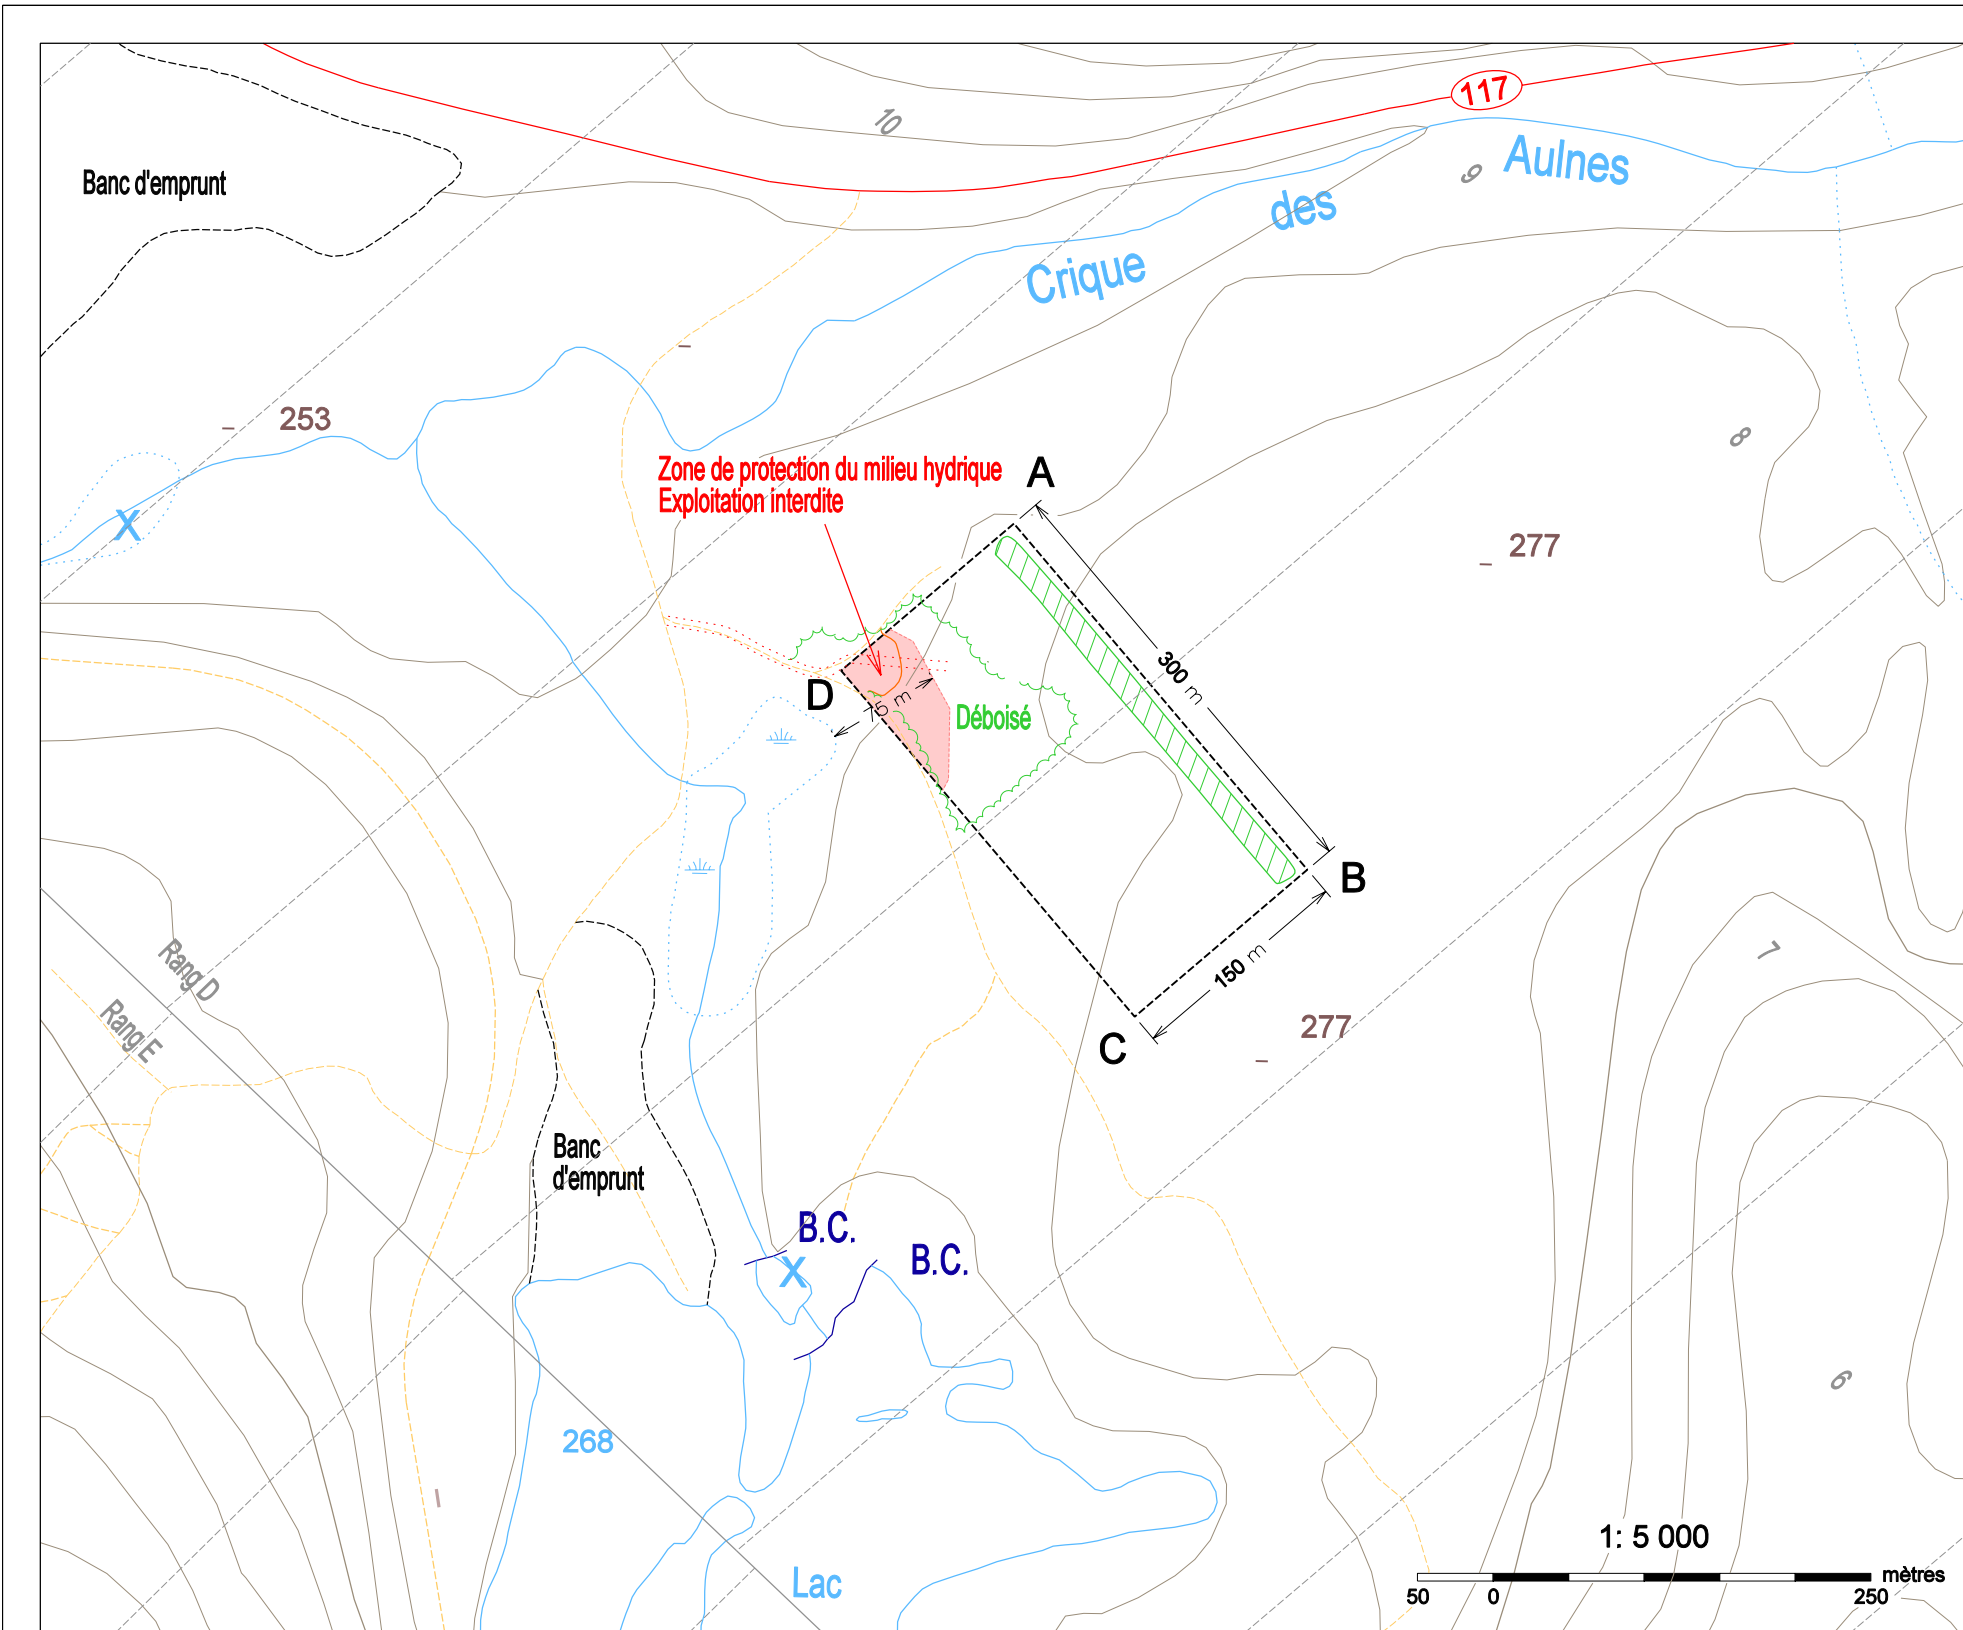 117
10
Aulnes
9
Banc d'emprunt
des
Crique
253
8
Zone de protection du milieu hydrique
Exploitation interdite
A
X
277
300 m
D
75 m
Déboisé
B
150 m
7
Rang D
Rang E
277
C
Banc
d'emprunt
B.C.
B.C.
X
6
268
1: 5 000
Lac
mètres
50 0 250